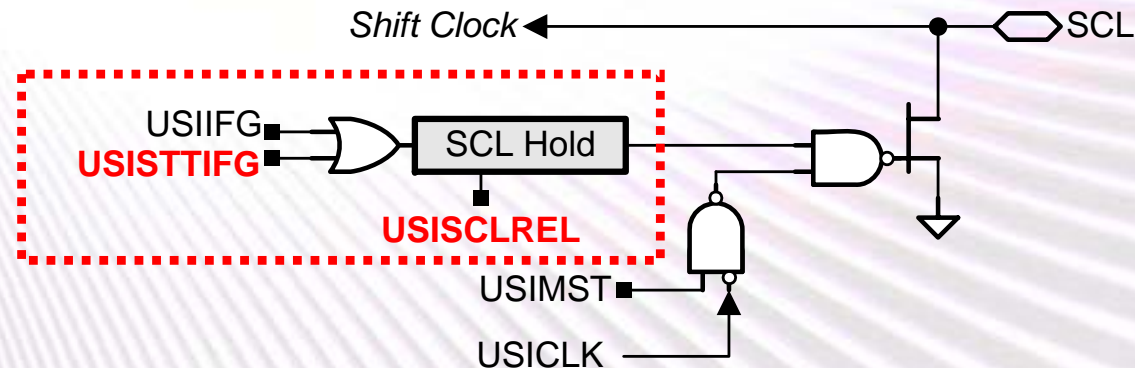 Shift Clock
SCL
USIIFG
USISTTIFG
SCL Hold
USISCLREL
USIMST
USICLK